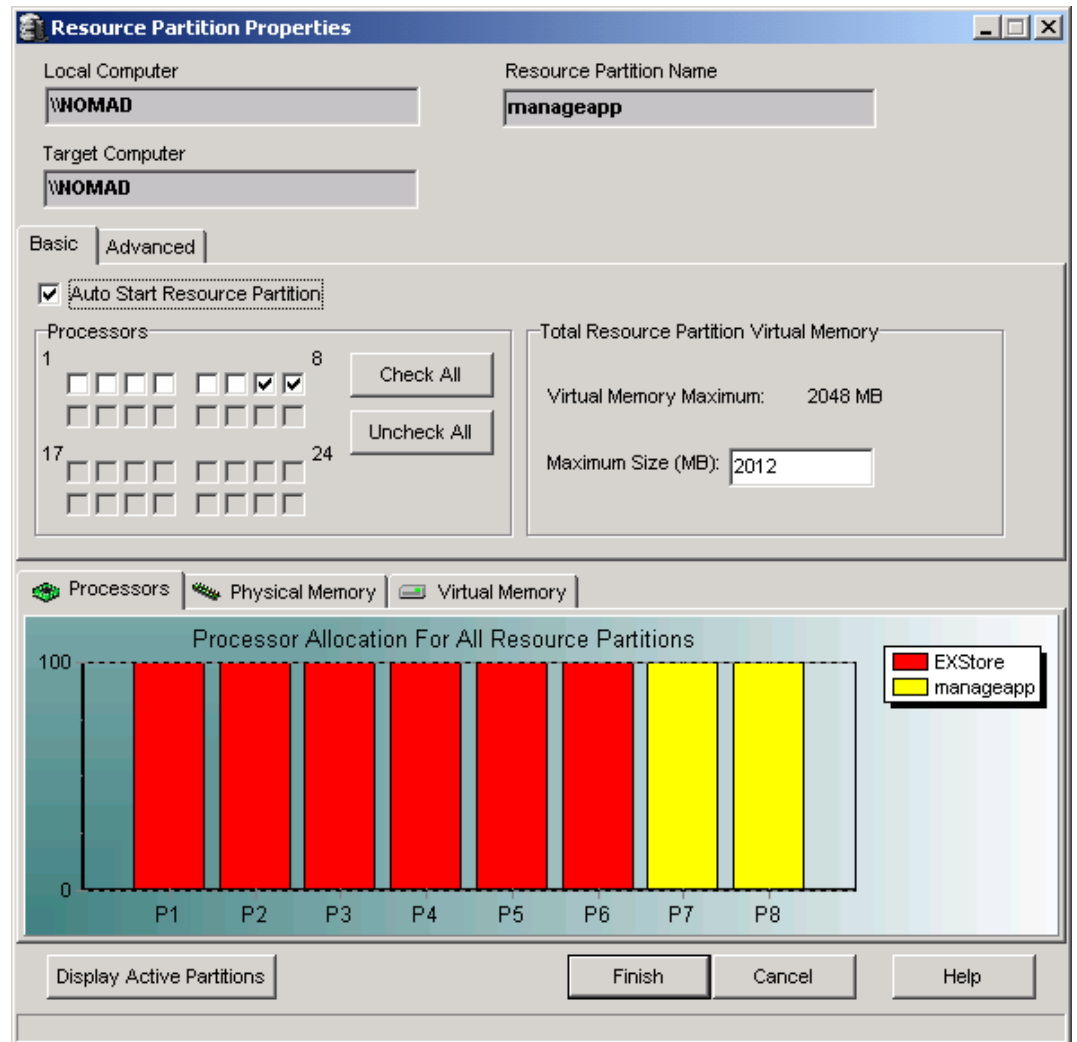 Resource Partition Properties
Local Computer
Resource Partition Name
\\NOMAD
manageapp
Target Computer
\\NOMAD
Basic
Advanced
Auto Start Resource Partition
Processors
Total Resource Partition Virtual Memory
1
8
Check All
Virtual Memory Maximum: 2048 MB
Uncheck All
17
24
Maximum Size (MB): 2012
Processors
Physical Memory
Virtual Memory
Processor Allocation For All Resource Partitions
100
EXStore
manageapp
0
P1 P2 P3 P4 P5 P6 P7 P8
Display Active Partitions
Finish
Cancel
Help